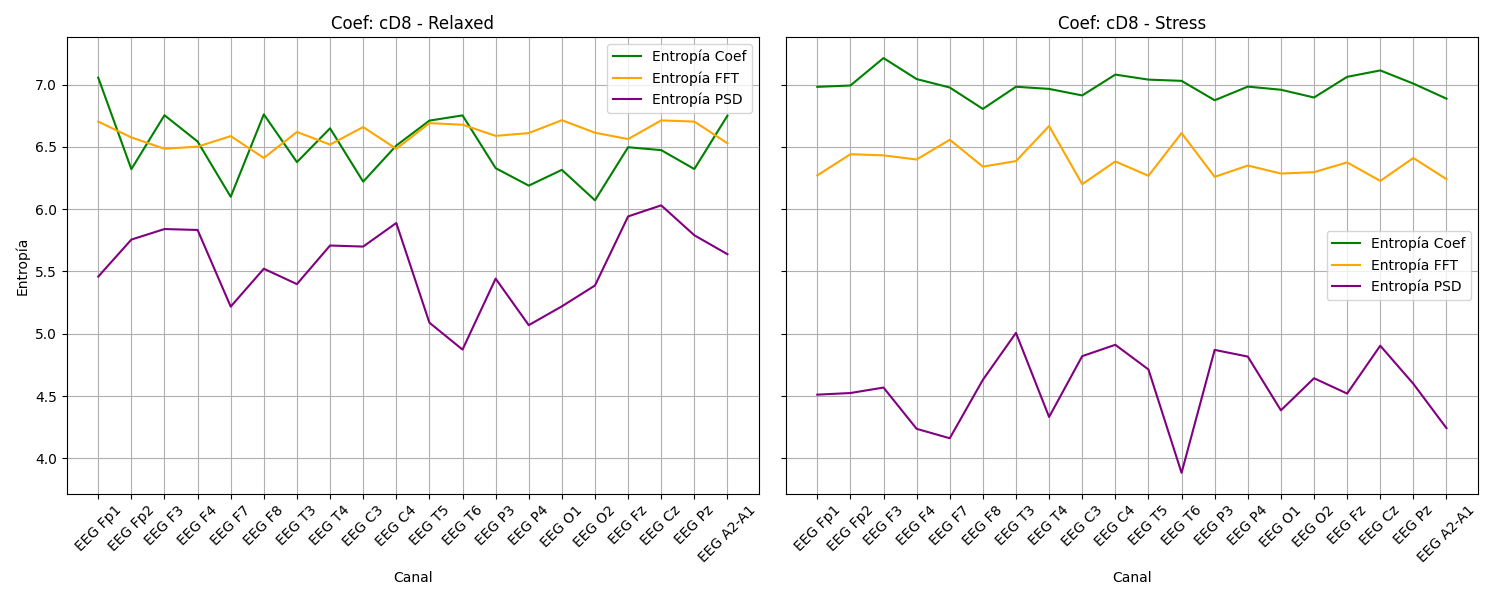 Coef: cD8 - Relaxed
Entropía Coef
Entropía FFT
Entropía PSD
Entropía
7.0
6.5
6.0
5.5
5.0
4.5
4.0
EEG Fp1
EEG Fp2
EEG F3
EEG F4
EEG F7
EEG F8
EEG T3
EEG T4
EEG C3
EEG C4
EEG T5
EEG T6
EEG P3
EEG P4
EEG O1
EEG O2
EEG Fz
EEG Cz
EEG Pz
EEG A2-A1
Canal
Coef: cD8 - Stress
Entropía Coef
Entropía FFT
Entropía PSD
EEG Fp1
EEG Fp2
EEG F3
EEG F4
EEG F7
EEG F8
EEG T3
EEG T4
EEG C3
EEG C4
EEG T5
EEG T6
EEG P3
EEG P4
EEG O1
EEG O2
EEG Fz
EEG Cz
EEG Pz
EEG A2-A1
Canal